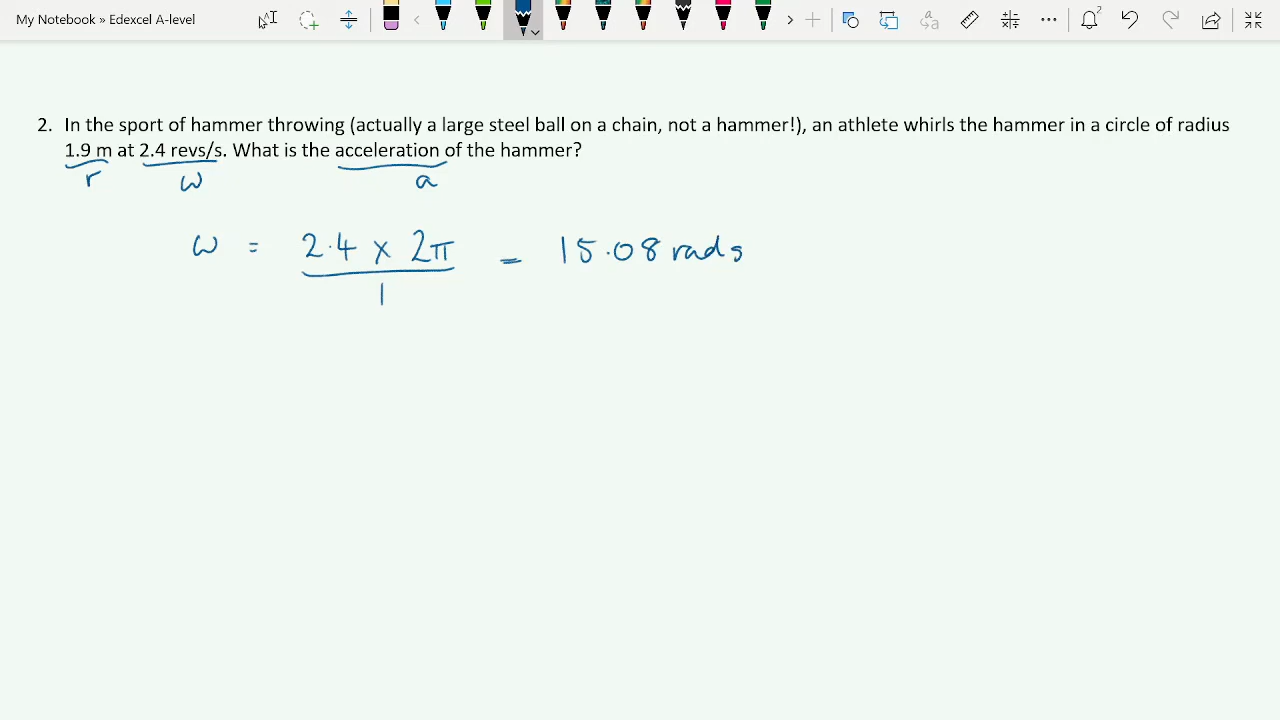 My Notebook » Edexcel A-level
2. In the sport of hammer throwing (actually a large steel ball on a chain, not a hammer!), an athlete whirls the hammer in a circle of radius
1.9 m at 2.4 revs/s. What is the acceleration of the hammer?
r ω a
ω = 2.4 × 2π = 15.08 rads
1